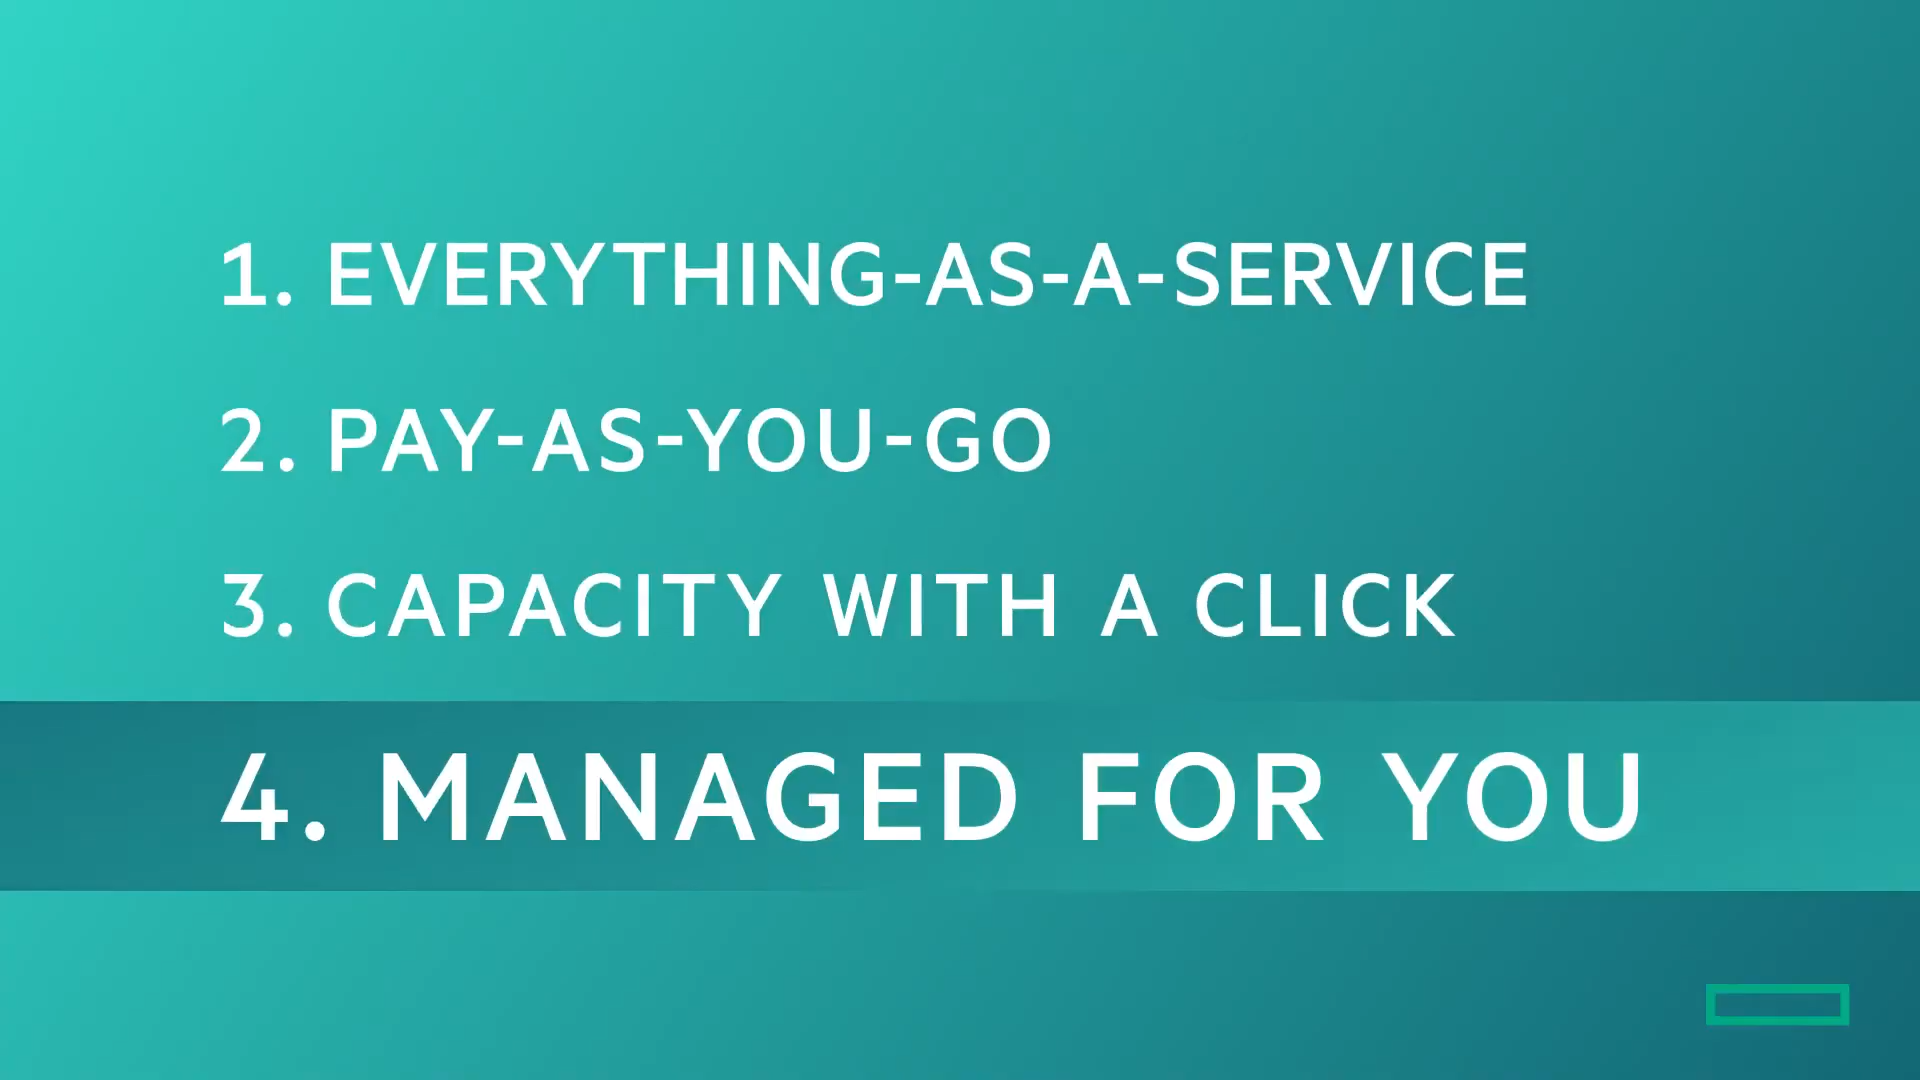 1. EVERYTHING-AS-A-SERVICE
2. PAY-AS-YOU-GO
3. CAPACITY WITH A CLICK
4. MANAGED FOR YOU